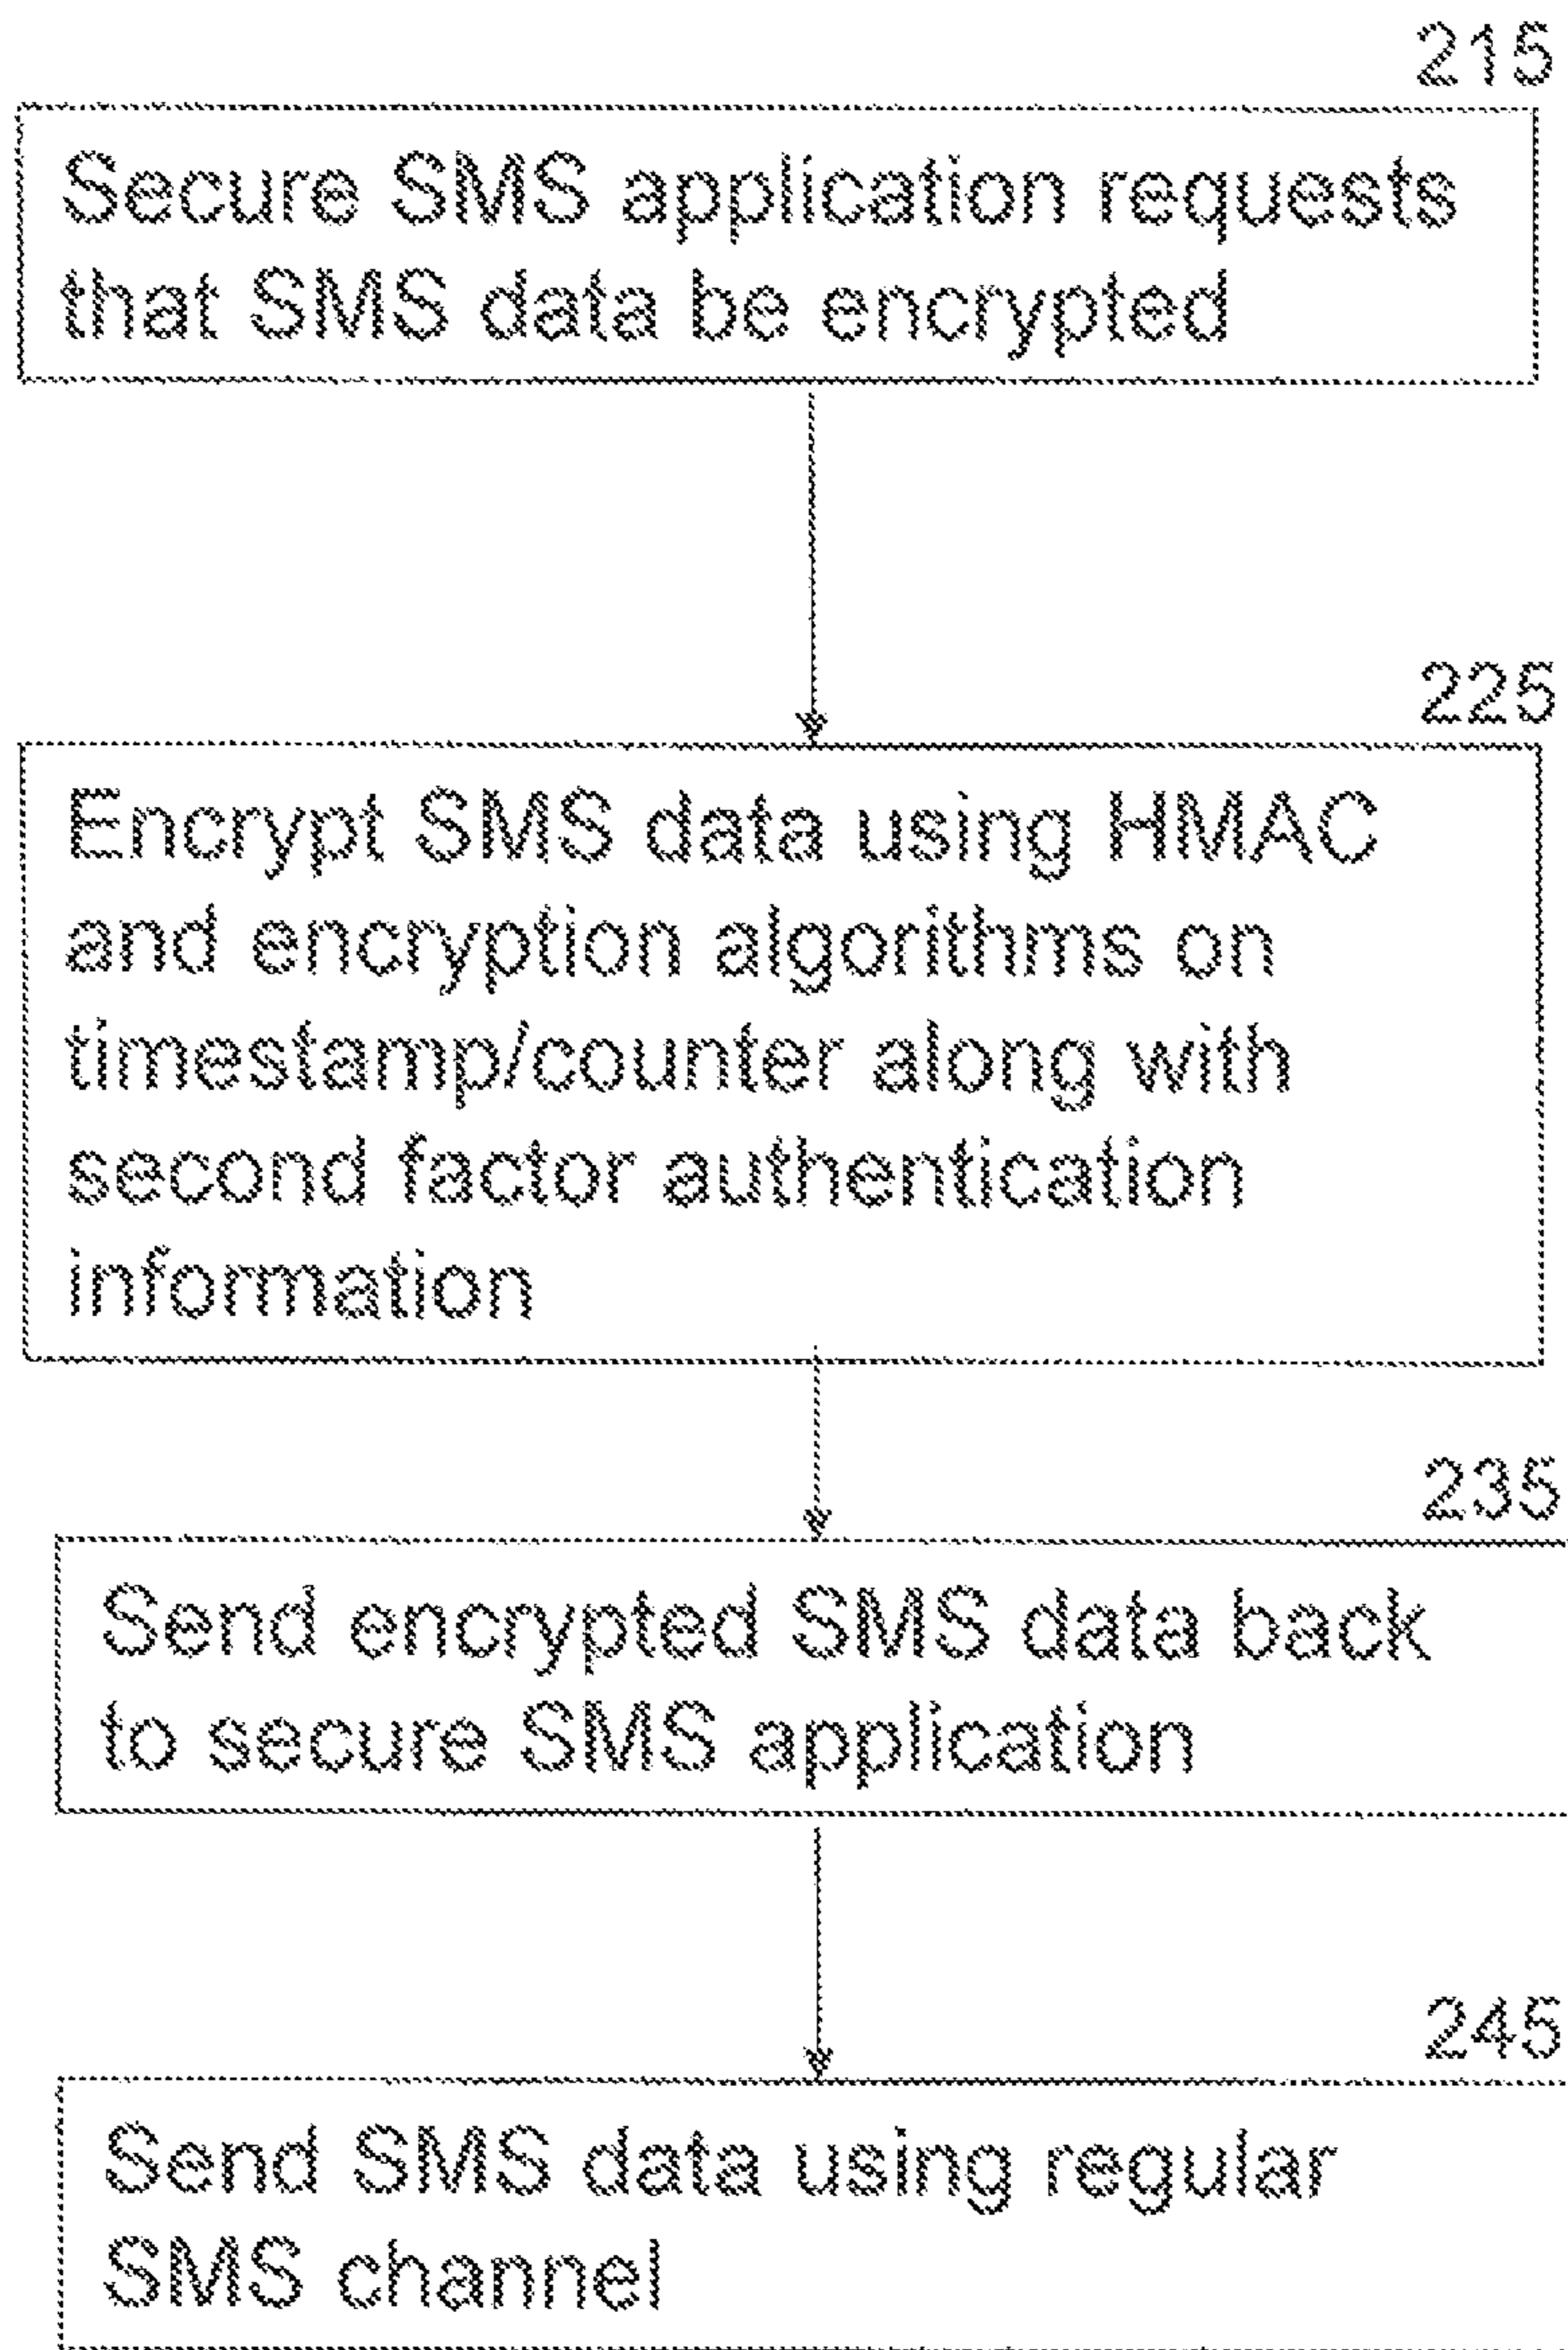 215
Secure SMS application requests
that SMS data be encrypted
225
Encrypt SMS data using HMAC
and encryption algorithms on
timestamp/counter along with
second factor authentication
information
235
Send encrypted SMS data back
to secure SMS application
245
Send SMS data using regular
SMS channel